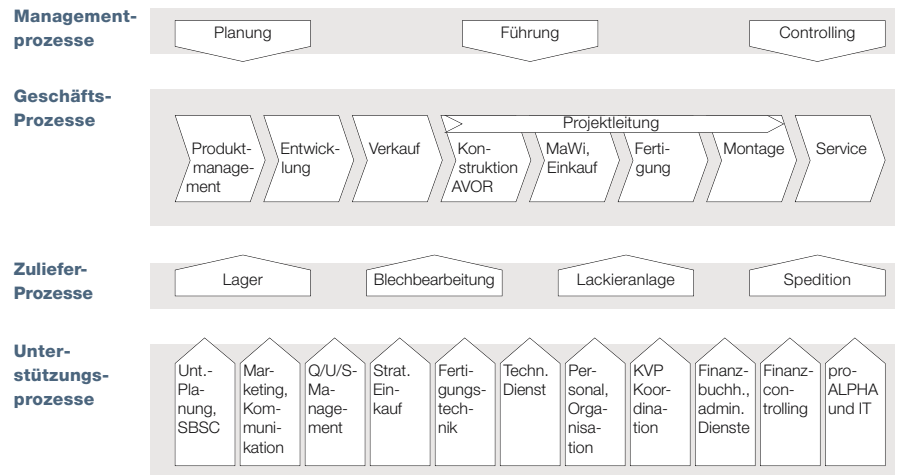 Management-
prozesse
Planung
Führung
Controlling
Geschäfts-
Prozesse
Projektleitung
Produkt-
manage-
ment
Entwick-
lung
Verkauf
Kon-
struktion
AVOR
MaWi,
Einkauf
Ferti-
gung
Montage
Service
Zuliefer-
Prozesse
Lager
Blechbearbeitung
Lackieranlage
Spedition
Unter-
stützungs-
prozesse
Unt.-
Pla-
nung,
SBSC
Mar-
keting,
Kom-
muni-
kation
Q/U/S-
Ma-
nage-
ment
Strat.
Ein-
kauf
Ferti-
gungs-
tech-
nik
Techn.
Dienst
Per-
sonal,
Orga-
nisa-
tion
KVP
Koor-
dina-
tion
Finanz-
buchh.,
admin.
Dienste
Finanz-
con-
trolling
pro-
ALPHA
und IT